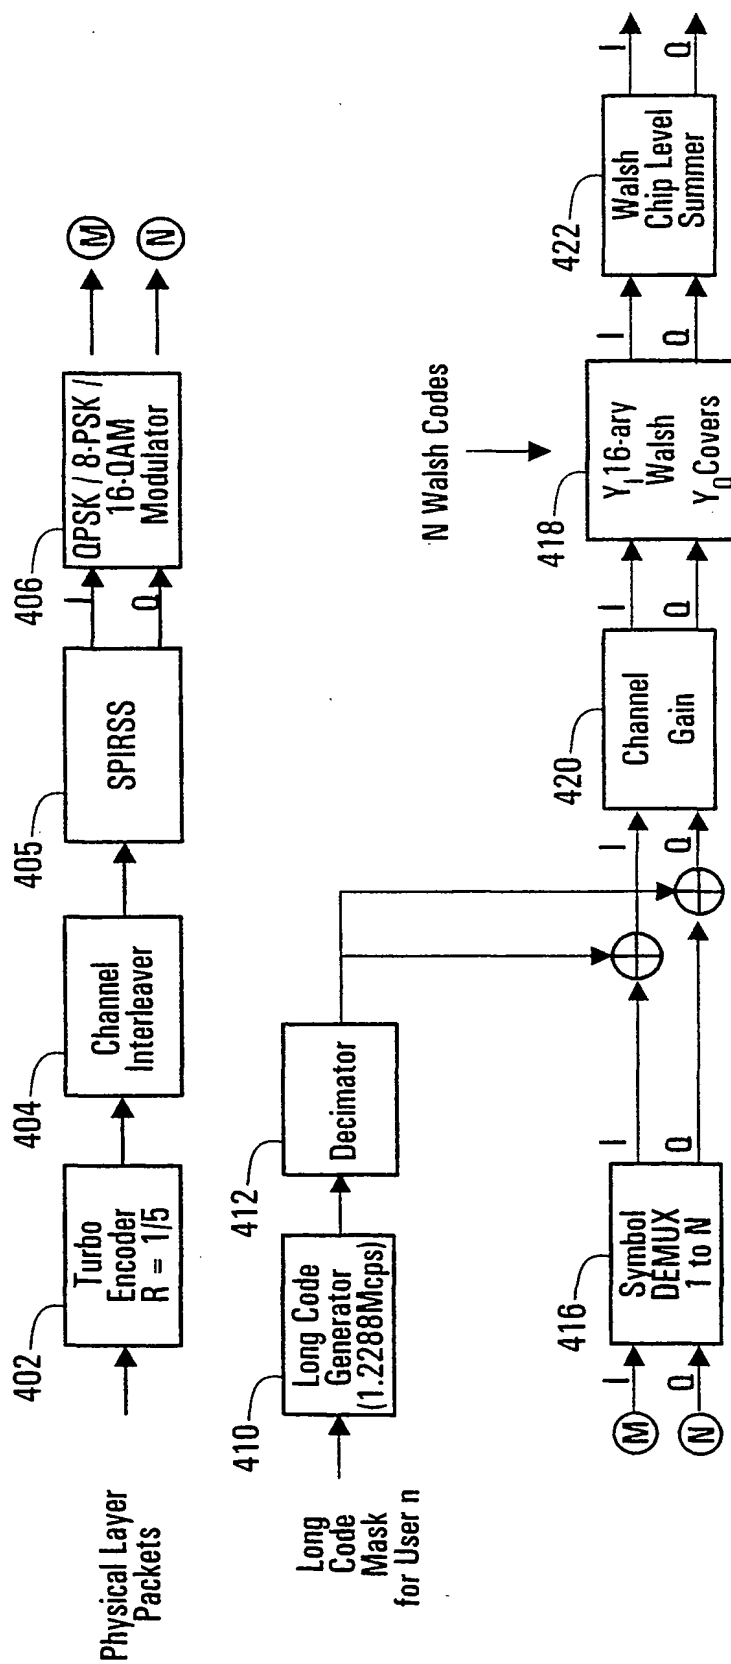 402
Turbo
Encoder
R = 1/5
404
Channel
Interleaver
405
SPIRSS
I
Q
406
QPSK / 8-PSK /
16-QAM
Modulator
M
N
Physical Layer
Packets
410
Long Code
Generator
(1.2288Mcps)
412
Decimator
Long
Code
Mask
for User n
N Walsh Codes
M
N
I
Q
416
Symbol
DEMUX
1 to N
I
Q
I
Q
420
Channel
Gain
I
Q
418
YI 16-ary
Walsh
YQ Covers
I
Q
422
Walsh
Chip Level
Summer
I
Q